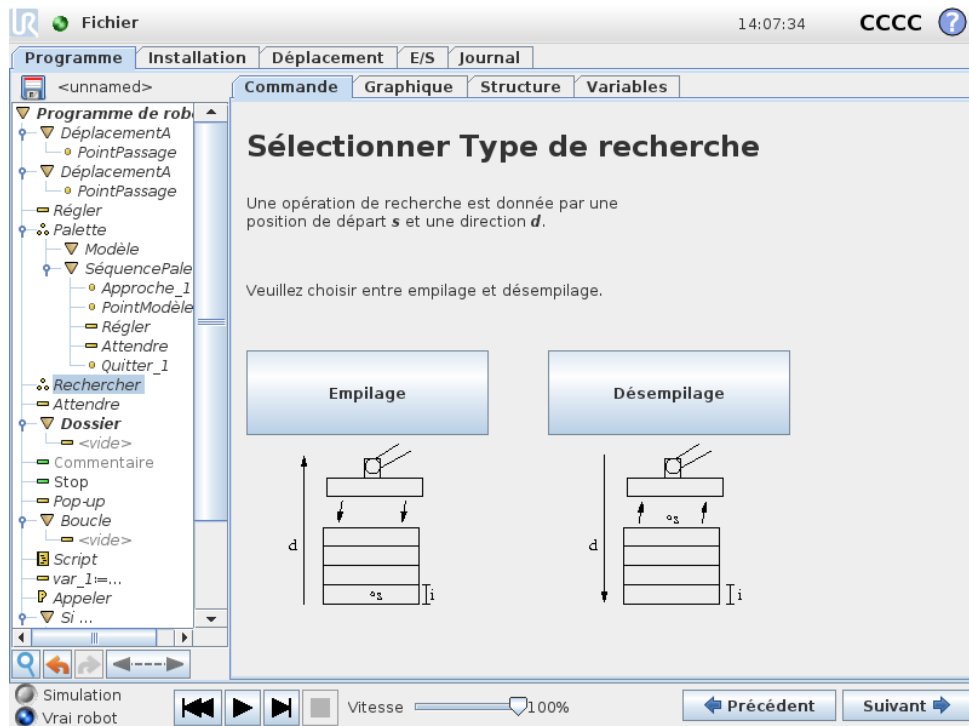 UR Fichier 14:07:34 CCCC ?
Programme Installation Déplacement E/S Journal
<unnamed>
Commande Graphique Structure Variables
Programme de rob
DéplacementA
PointPassage
DéplacementA
PointPassage
Régler
Palette
Modèle
SéquencePale
Approche_1
PointModèle
Régler
Attendre
Quitter_1
Rechercher
Attendre
Dossier
<vide>
Commentaire
Stop
Pop-up
Boucle
<vide>
Script
var_1:=...
P Appeler
Si ...
Sélectionner Type de recherche
Une opération de recherche est donnée par une
position de départ s et une direction d.
Veuillez choisir entre empilage et désempilage.
Empilage
Désempilage
d
s
i
d
s
i
Simulation
Vrai robot
Vitesse 100%
Précédent
Suivant